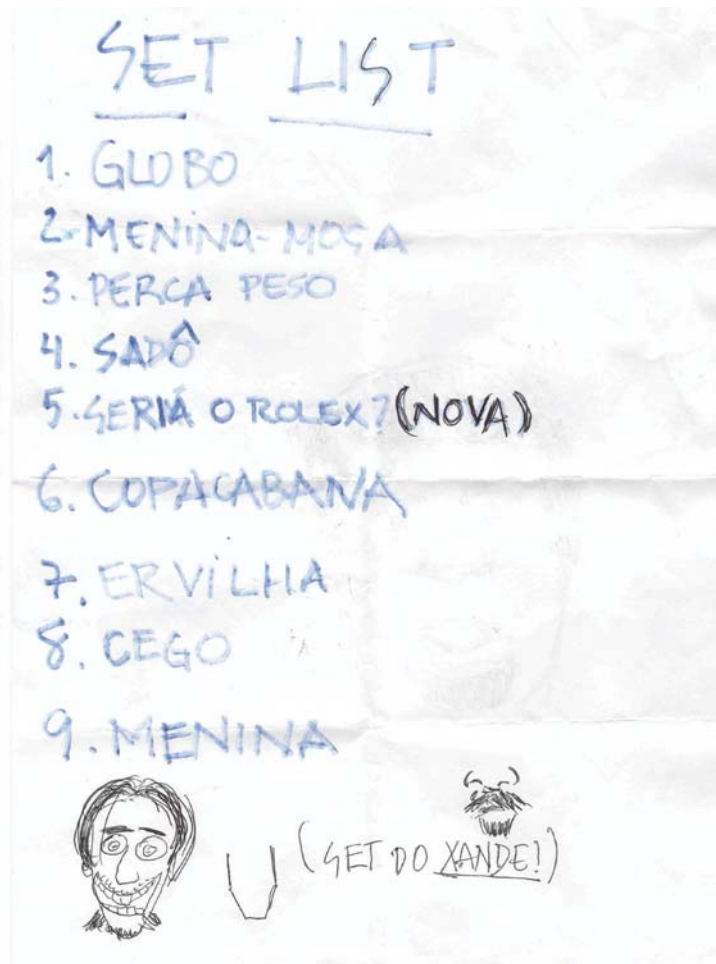 SET LIST
1. GLOBO
2. MENINA-MOÇA
3. PERCA PESO
4. SADÔ
5. SERIÁ O ROLEX? (NOVA)
6. COPACABANA
7. ERVILHA
8. CEGO
9. MENINA
(SET DO XANDE!)